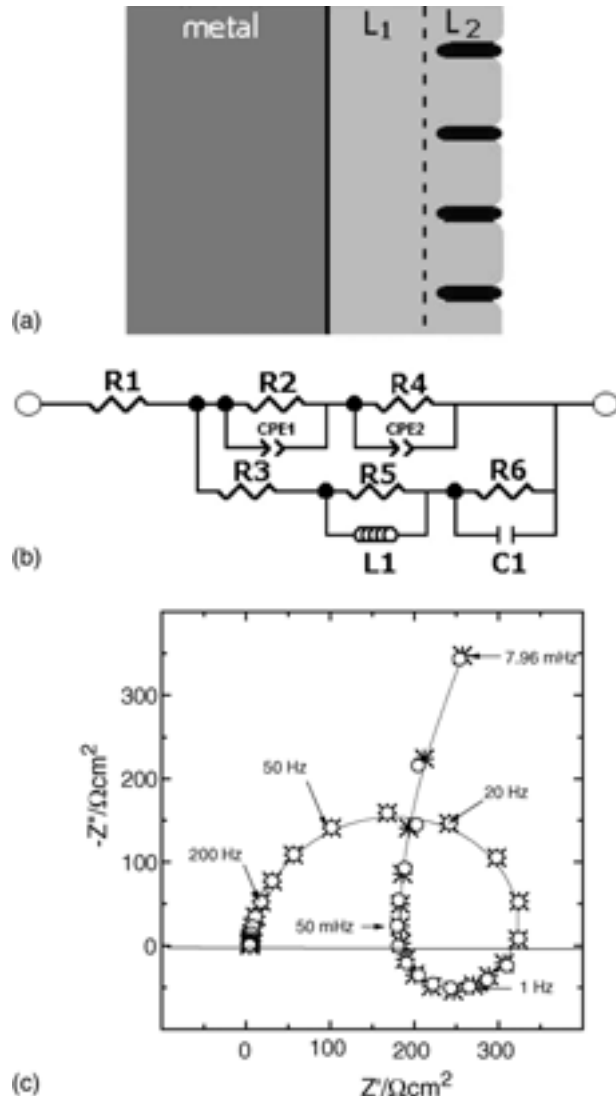 metal L1 L2
(a)
R1 R2 R4
CPE1 CPE2
R3 R5 R6
L1 C1
(b)
-Z"/Ωcm²
300
200
100
0
7.96 mHz
50 Hz
20 Hz
200 Hz
50 mHz
1 Hz
0 100 200 300
Z'/Ωcm²
(c)